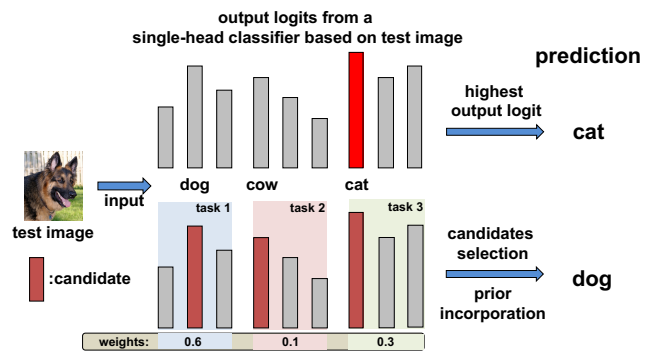 output logits from a
single-head classifier based on test image
prediction
highest
output logit
cat
input
dog cow cat
test image
task 1 task 2 task 3
:candidate
candidates
selection
prior
incorporation
dog
weights: 0.6 0.1 0.3